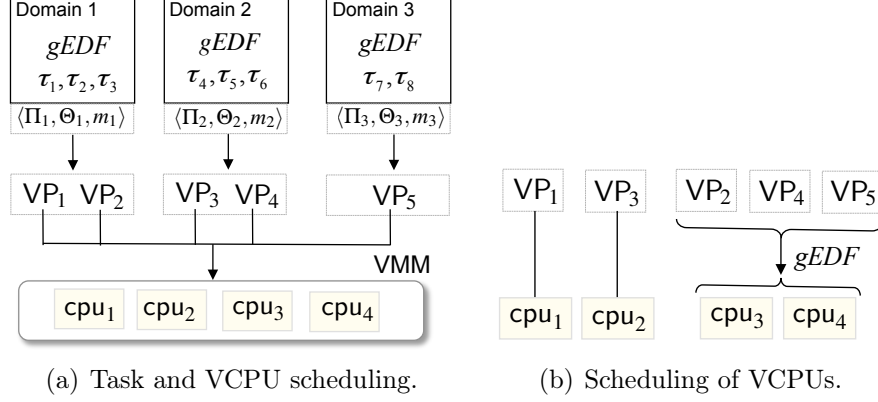 Domain 1 Domain 2 Domain 3
gEDF gEDF gEDF
τ₁,τ₂,τ₃ τ₄,τ₅,τ₆ τ₇,τ₈
⟨Π₁,Θ₁,m₁⟩ ⟨Π₂,Θ₂,m₂⟩ ⟨Π₃,Θ₃,m₃⟩
VP₁ VP₂ VP₃ VP₄ VP₅
VMM
cpu₁ cpu₂ cpu₃ cpu₄
(a) Task and VCPU scheduling.
VP₁ VP₃ VP₂ VP₄ VP₅
gEDF
cpu₁ cpu₂ cpu₃ cpu₄
(b) Scheduling of VCPUs.